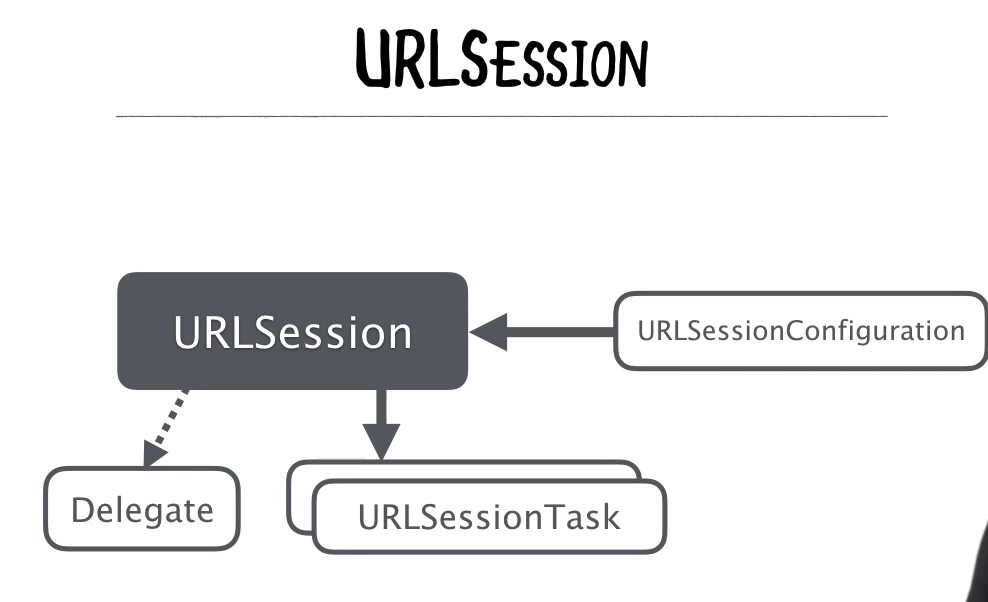 URLSESSION
URLSession
URLSessionConfiguration
Delegate
URLSessionTask